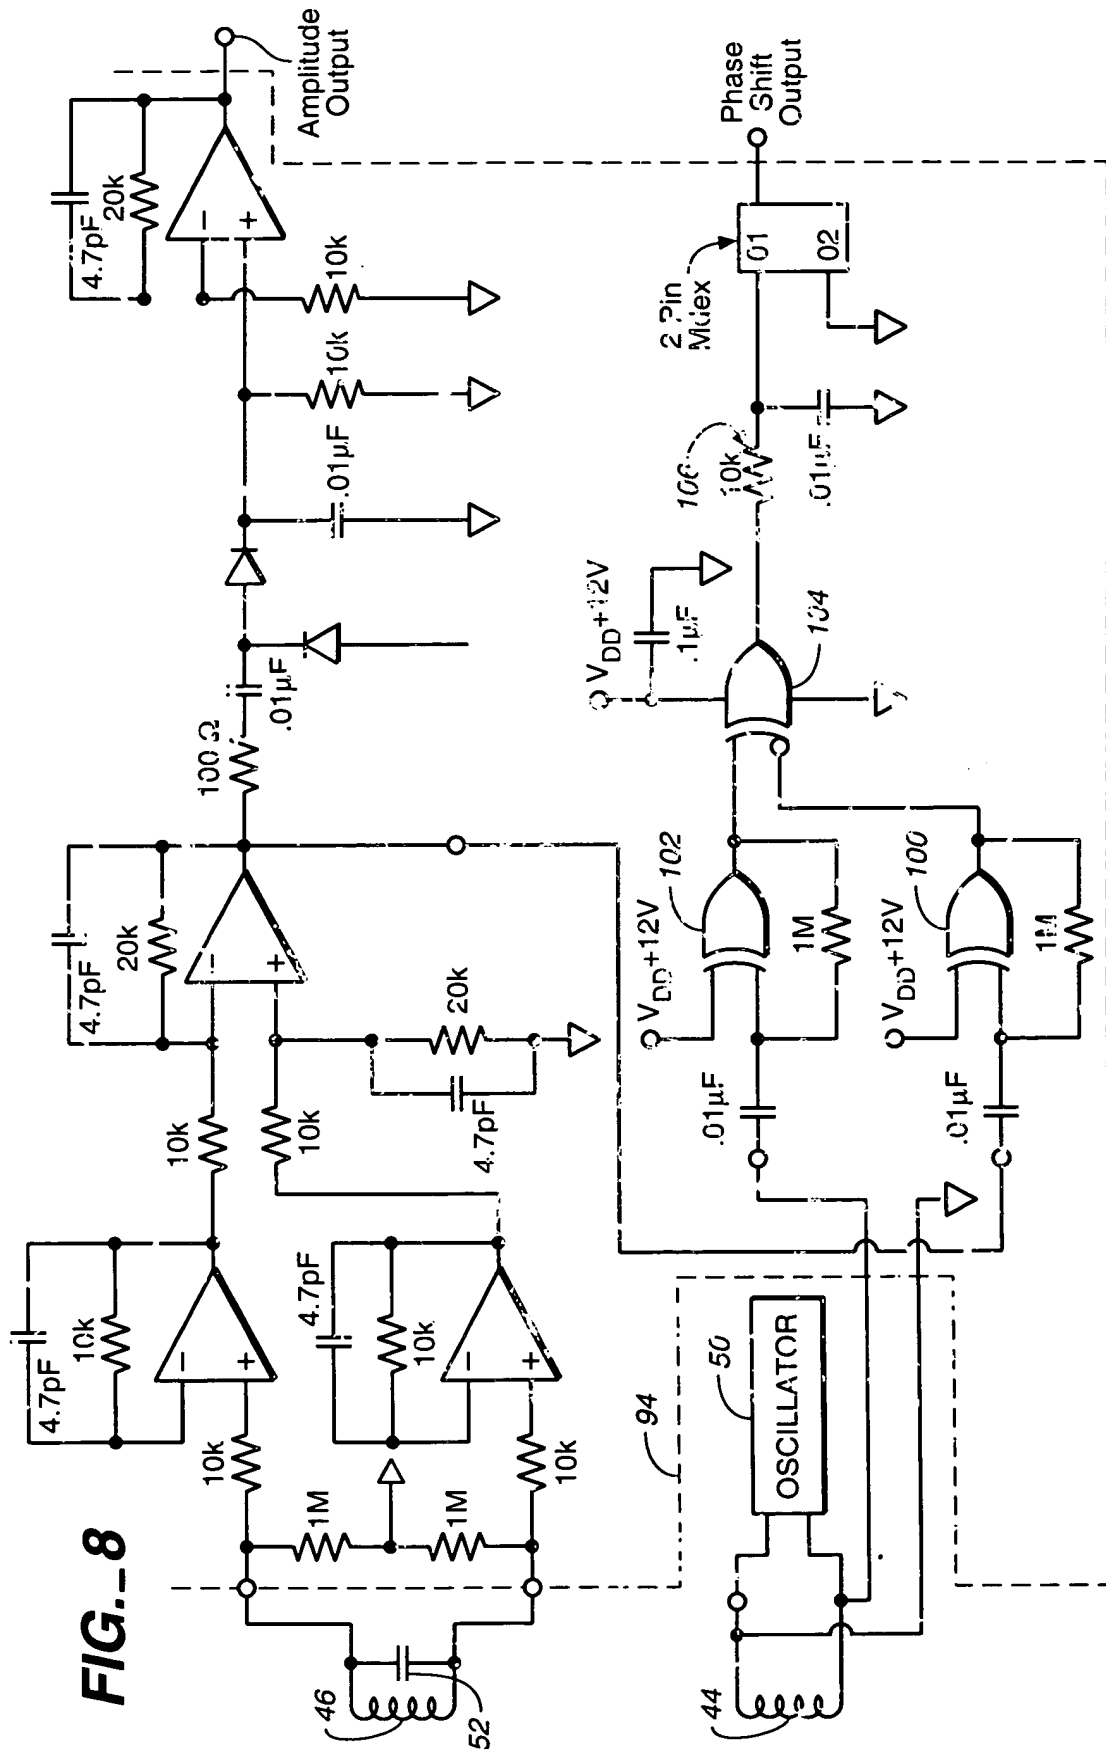 FIG._8
46
52
1M
1M
10k
10k
4.7pF
10k
4.7pF
10k
−
+
−
+
10k
10k
4.7pF
20k
−
+
4.7pF
20k
100 Ω
.01µF
.01µF
10k
10k
4.7pF
20k
−
+
Amplitude
Output
44
94
50
OSCILLATOR
.01µF
.01µF
VDD+12V
102
1M
VDD+12V
100
1M
VDD+12V
.1µF
104
106
10k
.01µF
2 Pin
01
02
Phase
Shift
Output